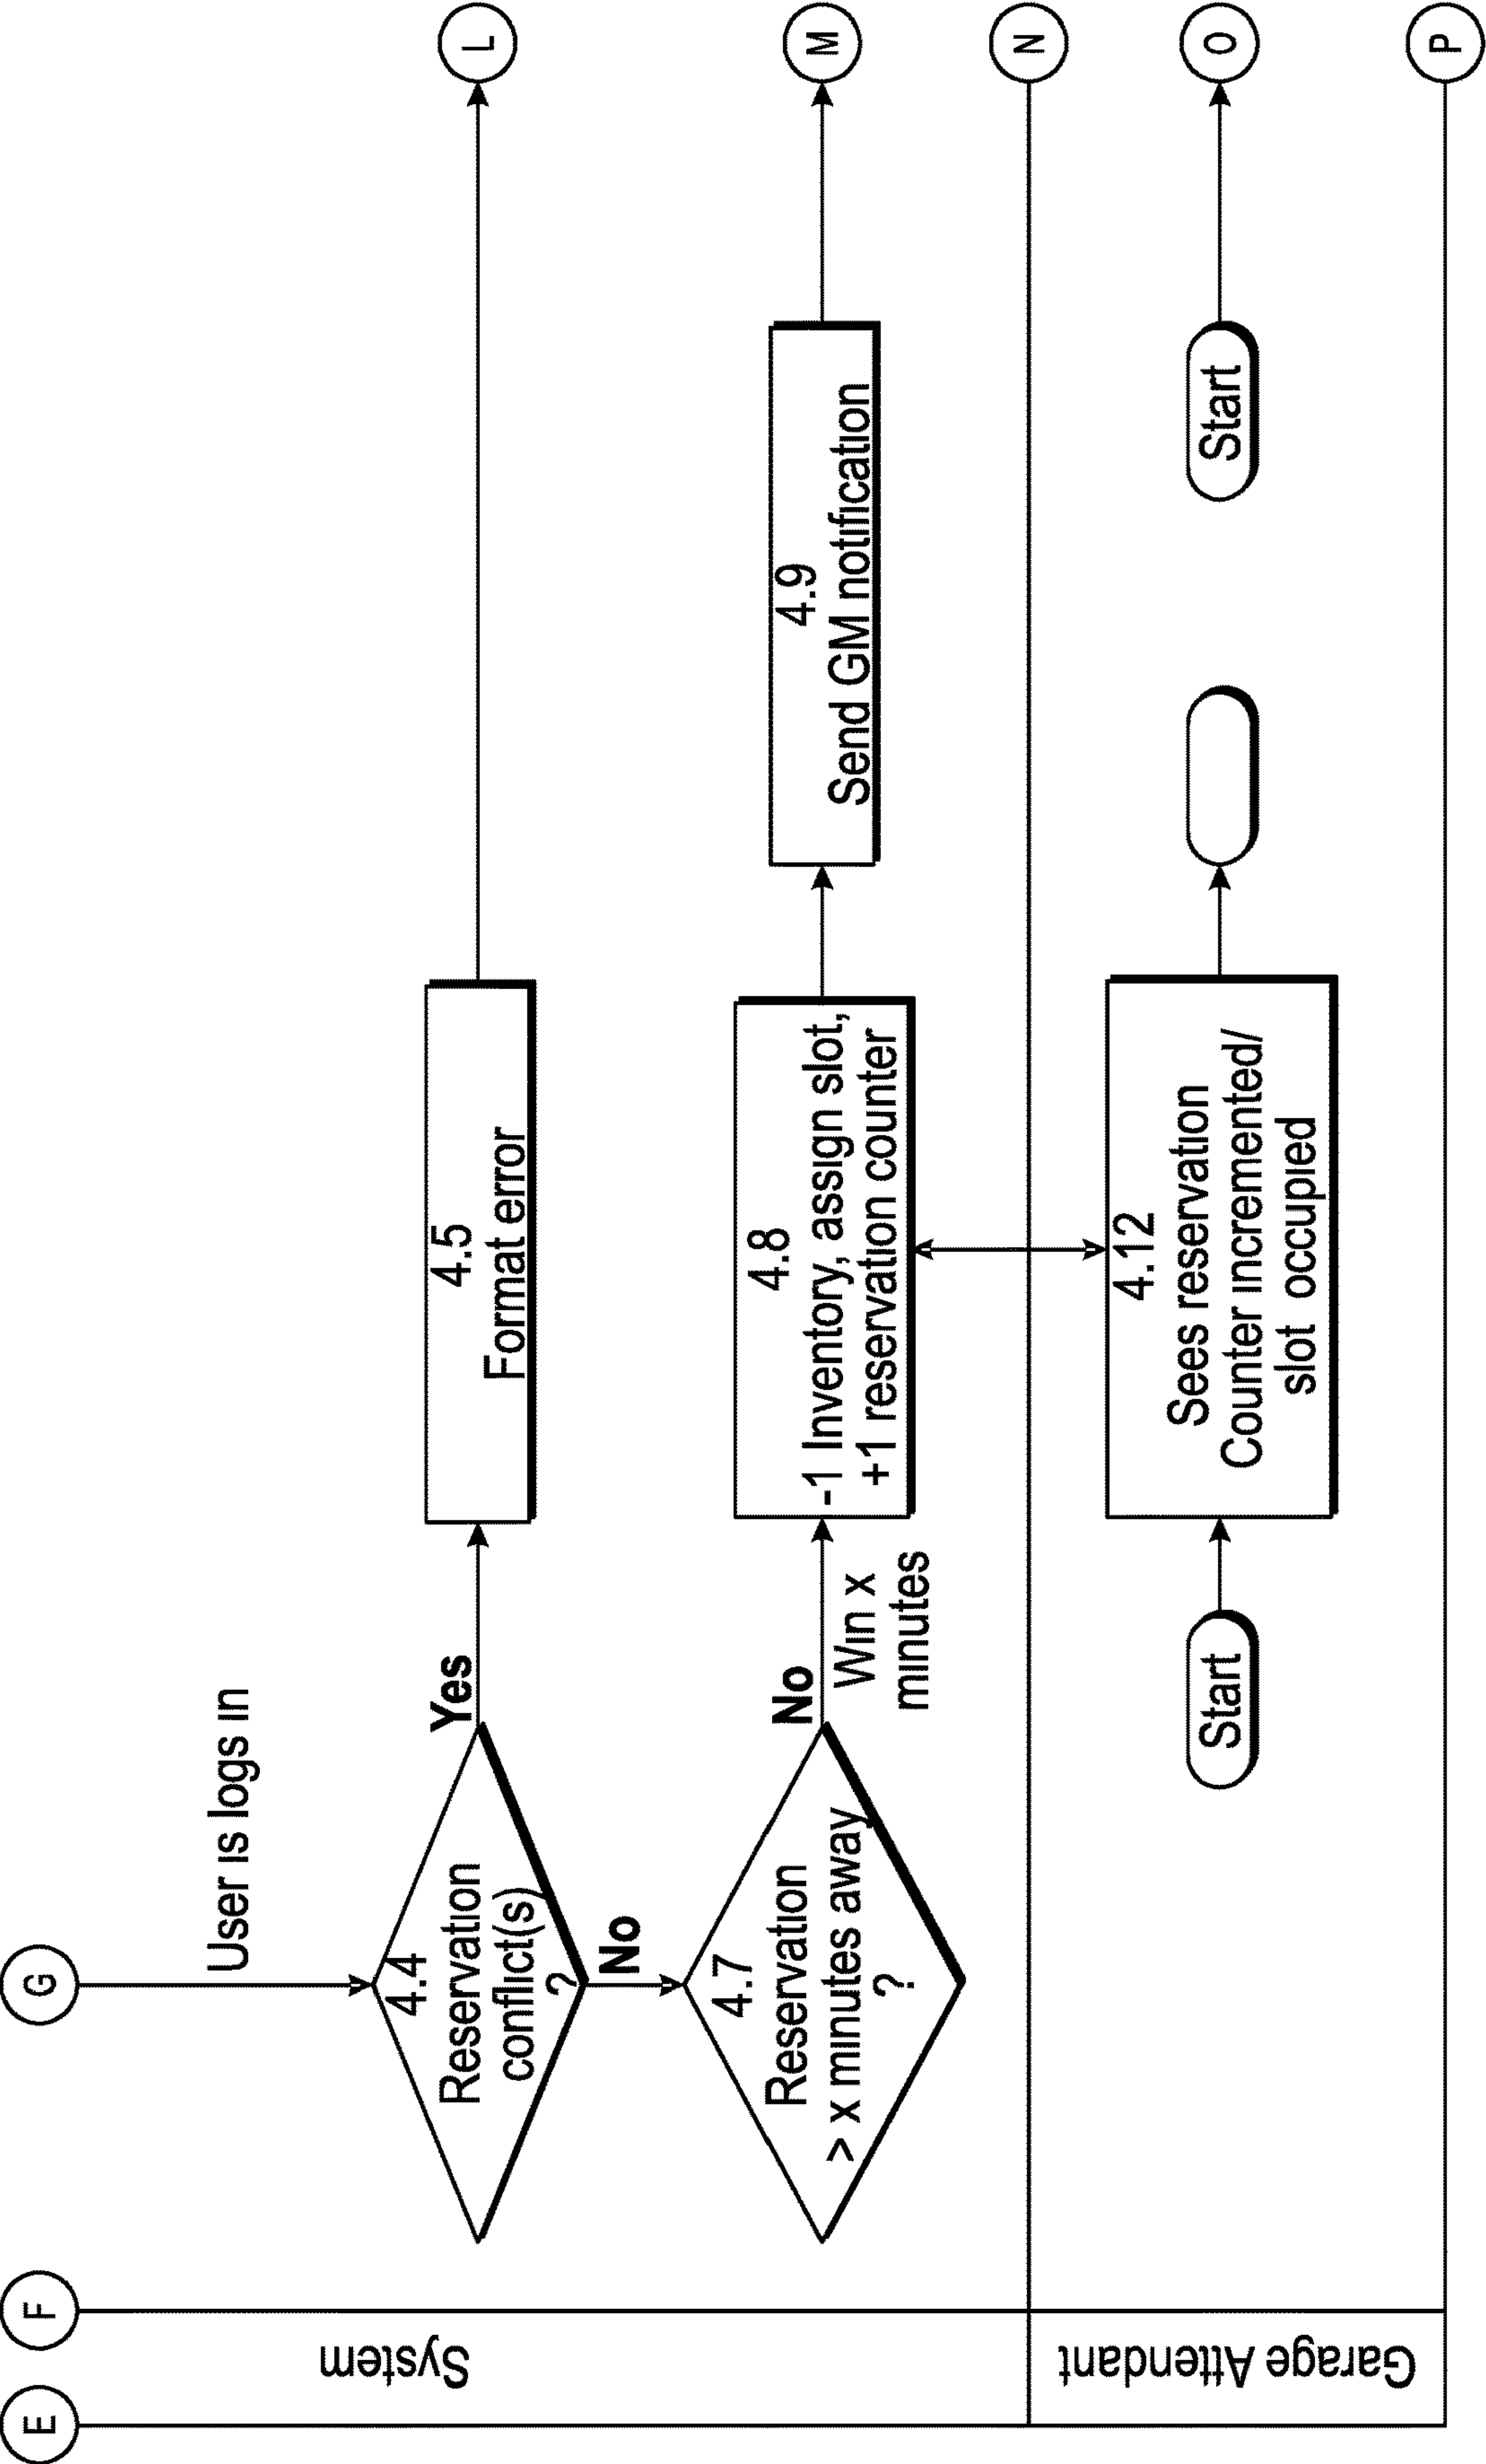 E
F
G
System
User is logs in
4.4
Reservation
conflict(s)
?
Yes
4.5
Format error
L
No
4.7
Reservation
> x minutes away
?
No
Win x
minutes
4.8
-1 Inventory, assign slot,
+1 reservation counter
4.9
Send GM notification
M
N
Garage Attendant
Start
4.12
Sees reservation
Counter incremented/
slot occupied
Start
O
P